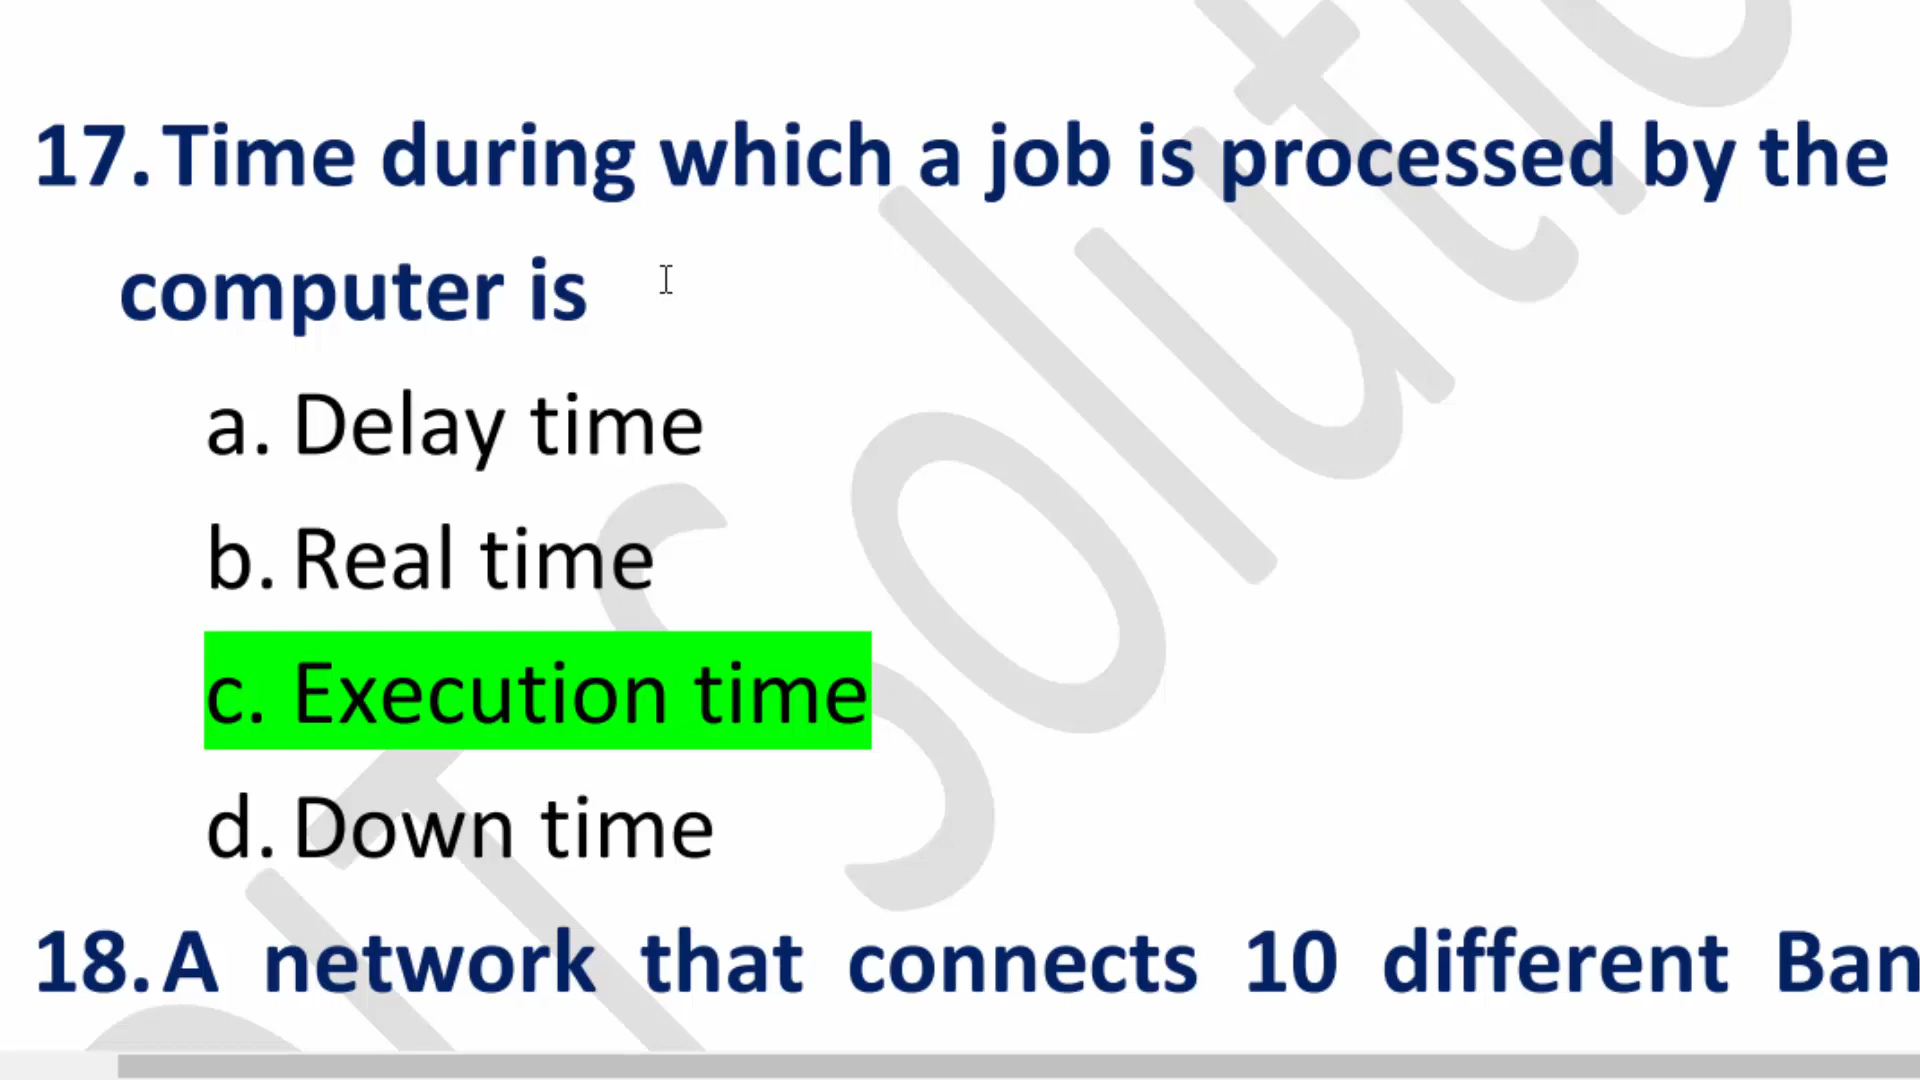 17. Time during which a job is processed by the
computer is
a. Delay time
b. Real time
c. Execution time
d. Down time
18. A network that connects 10 different